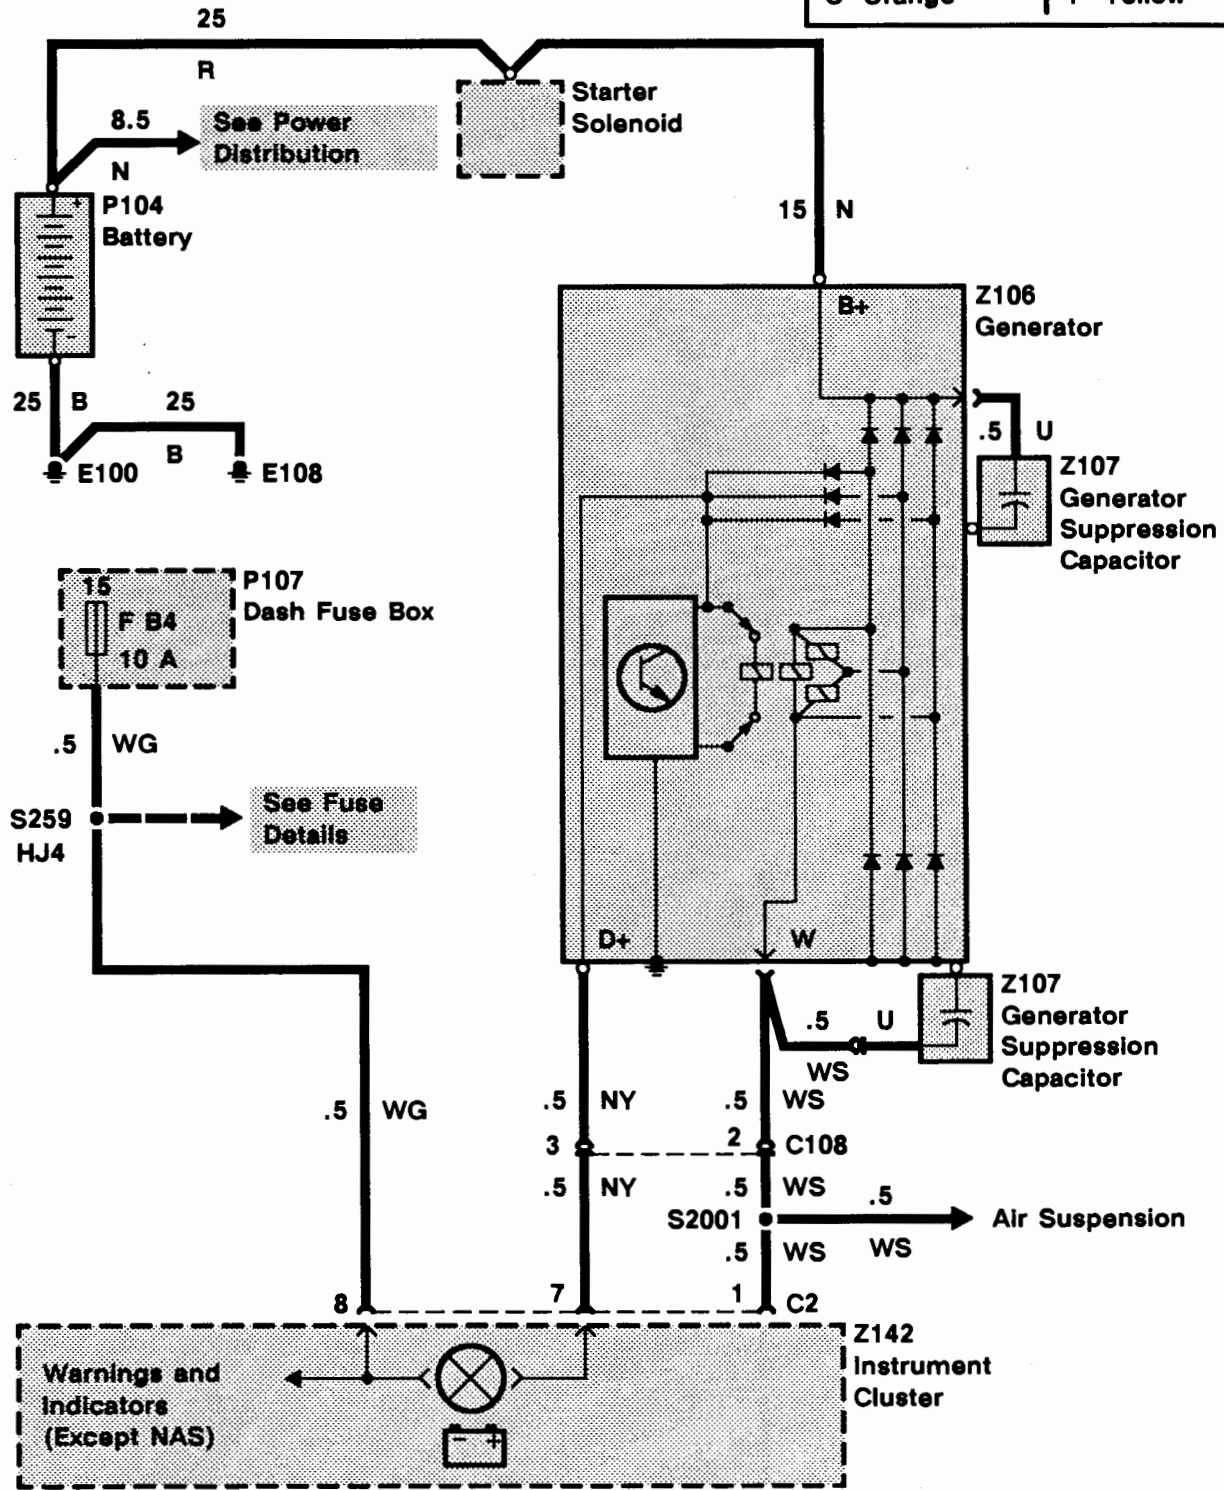 25
R
Starter
Solenoid
8.5
See Power
Distribution
N
P104
Battery
+
-
15 N
B+
Z106
Generator
25 B
25
B
E100
E108
.5 U
Z107
Generator
Suppression
Capacitor
15
F B4
10 A
P107
Dash Fuse Box
.5 WG
S259
HJ4
See Fuse
Details
D+
W
Z107
Generator
Suppression
Capacitor
.5 U
WS
.5 WG
.5 NY
.5 WS
3
2
C108
.5 NY
.5 WS
S2001
.5
WS
Air Suspension
.5 WS
8
7
1
C2
Z142
Instrument
Cluster
Warnings and
Indicators
(Except NAS)
- +